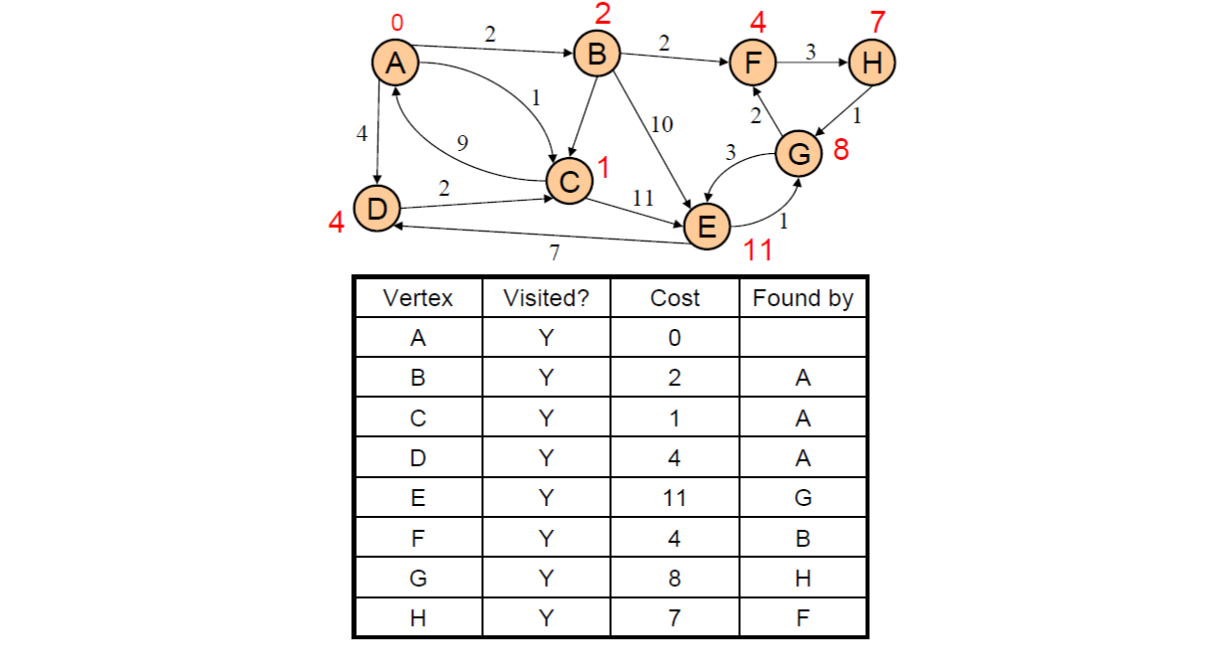 0 2 4 7
A 2 B 2 F 3 H
1 2 1
4 9 10 3 G 8
C 1
D 2 11 E 1
4 7 11
Vertex Visited? Cost Found by
A Y 0
B Y 2 A
C Y 1 A
D Y 4 A
E Y 11 G
F Y 4 B
G Y 8 H
H Y 7 F